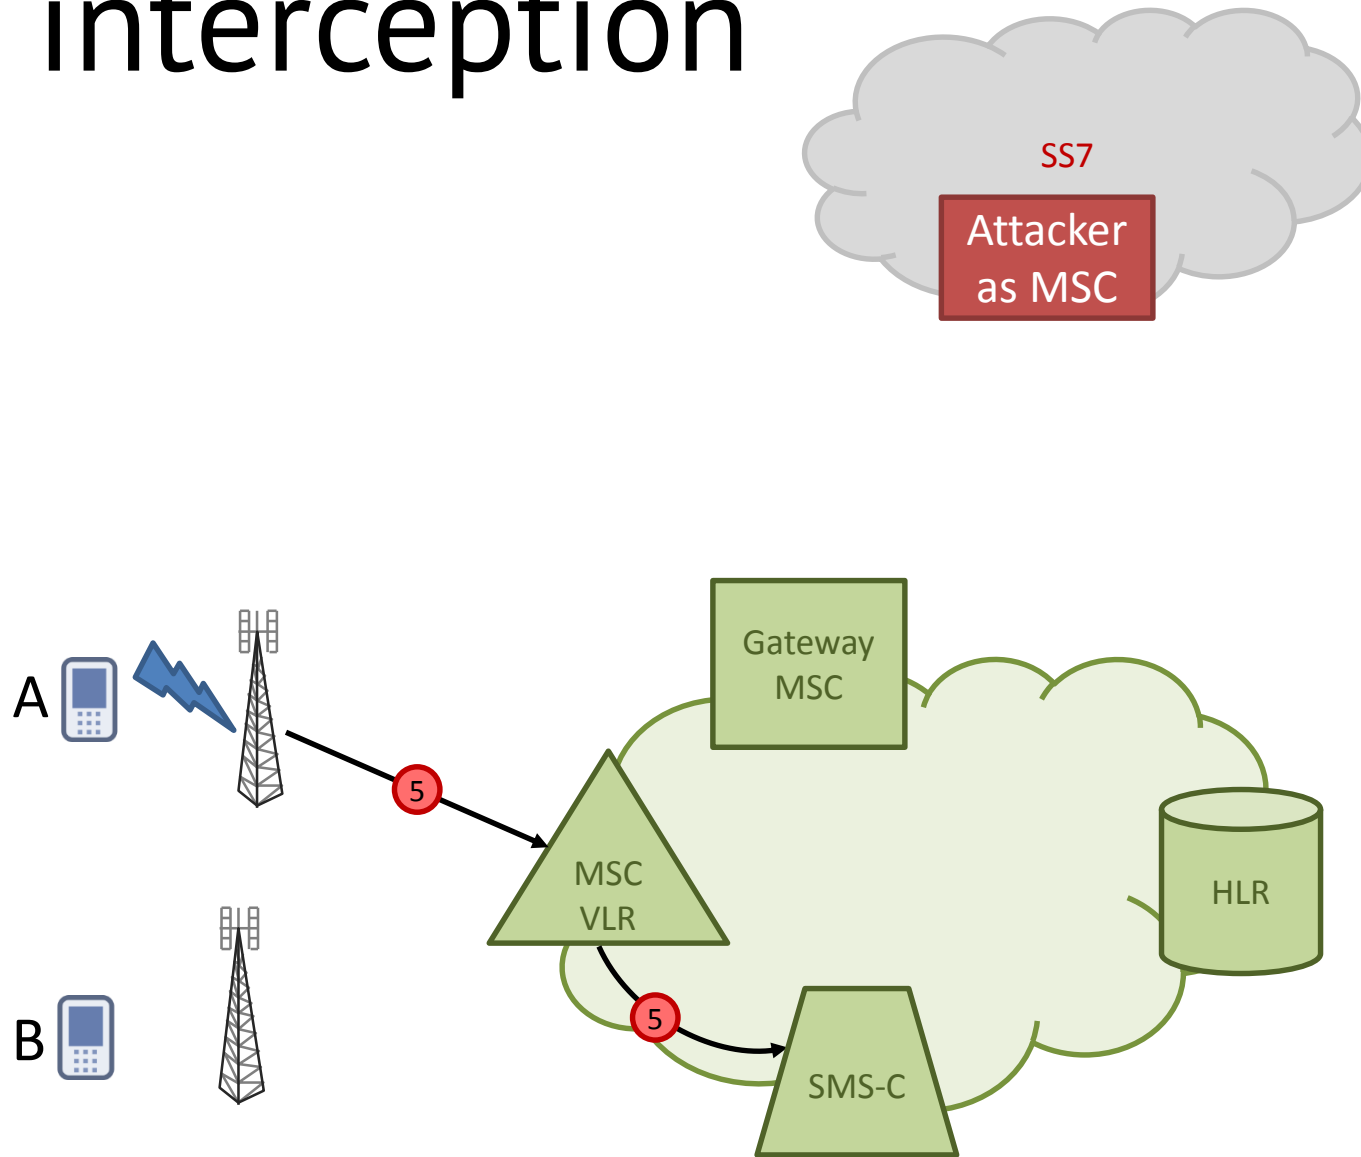 interception
SS7
Attacker
as MSC
Gateway
MSC
A
5
MSC
VLR
HLR
5
B
SMS-C